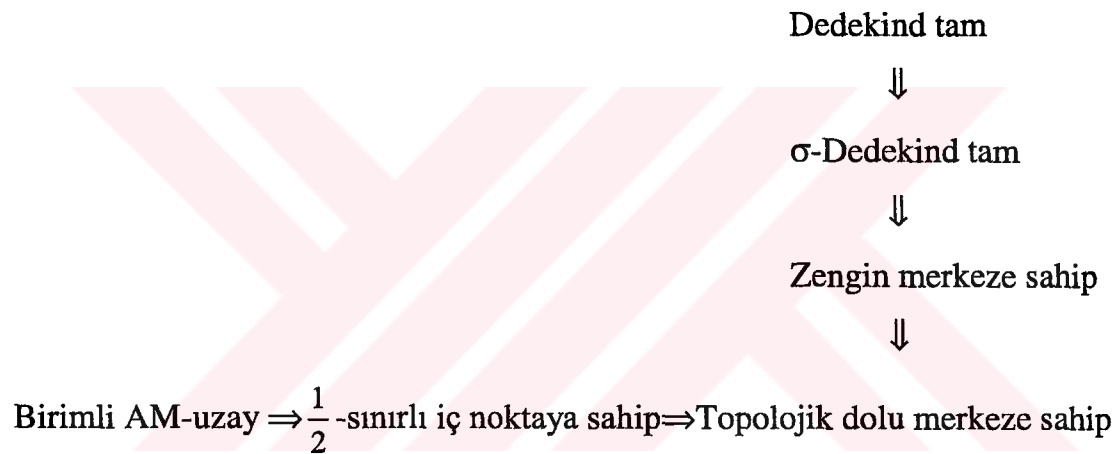 Dedekind tam
⇓
σ-Dedekind tam
⇓
Zengin merkeze sahip
⇓
Birimli AM-uzay ⇒ 1/2 -sınırlı iç noktaya sahip⇒Topolojik dolu merkeze sahip